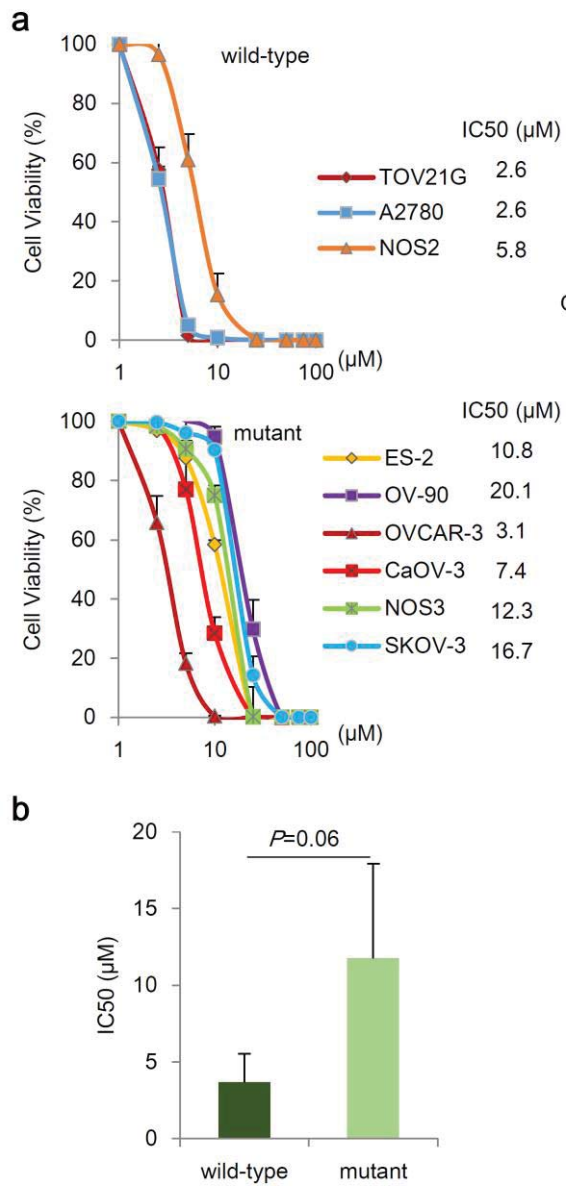 a
wild-type
Cell Viability (%)
100
80
60
40
20
0
1
10
100
(µM)
IC50 (µM)
TOV21G 2.6
A2780 2.6
NOS2 5.8
C
mutant
Cell Viability (%)
100
80
60
40
20
0
1
10
100
(µM)
IC50 (µM)
ES-2 10.8
OV-90 20.1
OVCAR-3 3.1
CaOV-3 7.4
NOS3 12.3
SKOV-3 16.7
b
P=0.06
IC50 (µM)
20
15
10
5
0
wild-type
mutant